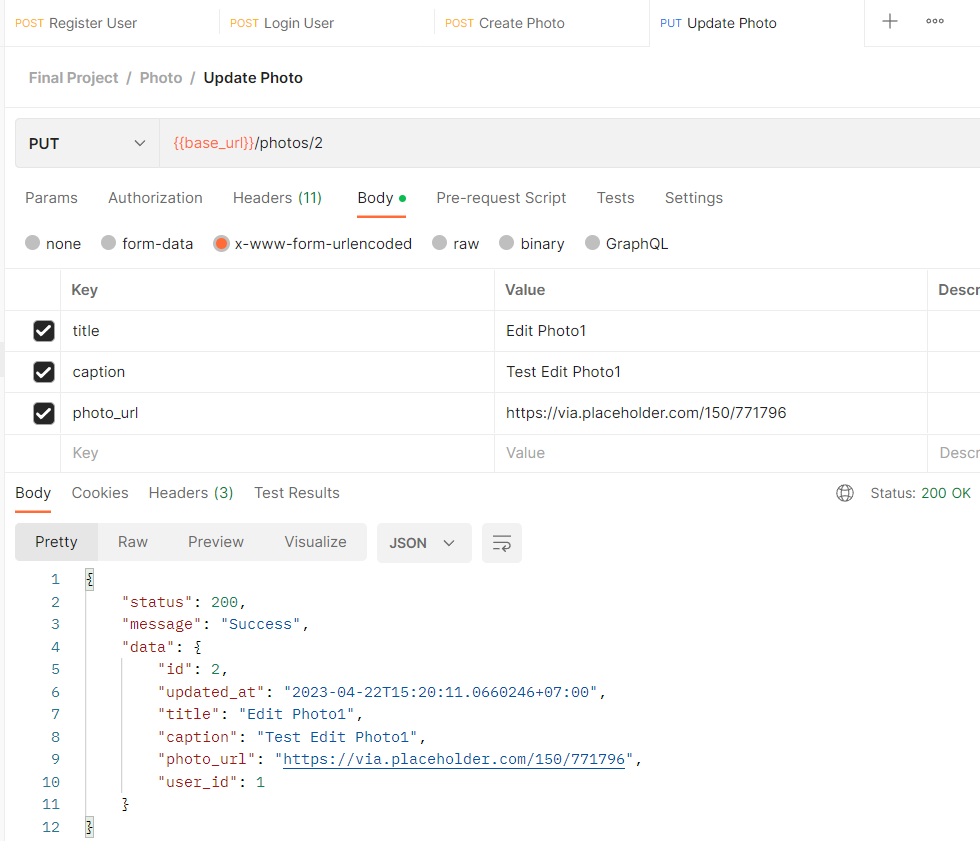 POST Register User POST Login User POST Create Photo PUT Update Photo
Final Project / Photo / Update Photo
PUT {{base_url}}/photos/2
Params Authorization Headers (11) Body Pre-request Script Tests Settings
none form-data x-www-form-urlencoded raw binary GraphQL
Key Value Descr
title Edit Photo1
caption Test Edit Photo1
photo_url https://via.placeholder.com/150/771796
Key Value Descr
Body Cookies Headers (3) Test Results Status: 200 OK
Pretty Raw Preview Visualize JSON
1 {
2 "status": 200,
3 "message": "Success",
4 "data": {
5 "id": 2,
6 "updated_at": "2023-04-22T15:20:11.0660246+07:00",
7 "title": "Edit Photo1",
8 "caption": "Test Edit Photo1",
9 "photo_url": "https://via.placeholder.com/150/771796",
10 "user_id": 1
11 }
12 }